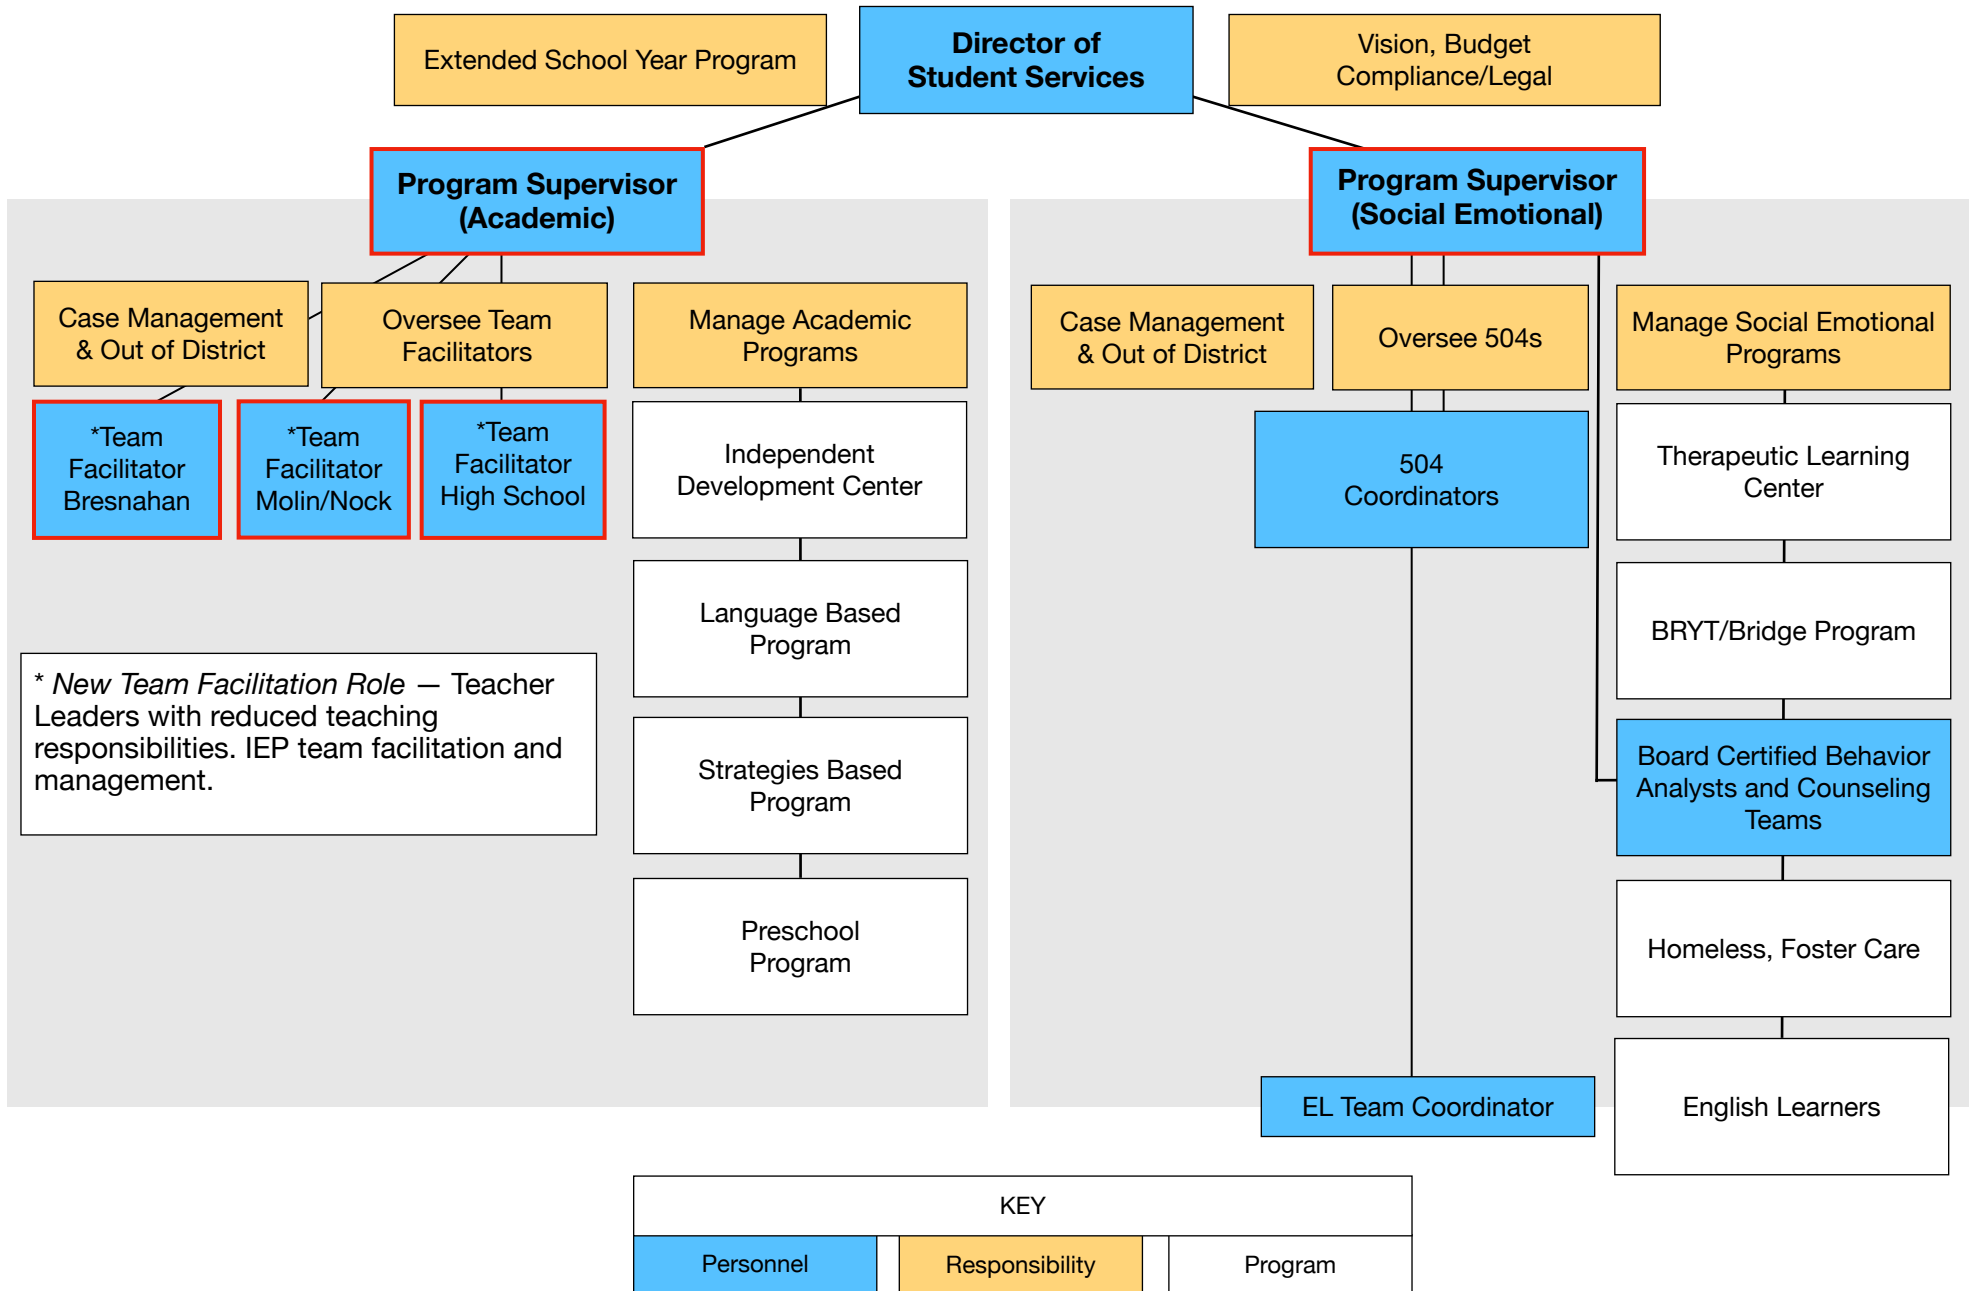 Extended School Year Program
Director of
Student Services
Vision, Budget
Compliance/Legal
Program Supervisor
(Academic)
Program Supervisor
(Social Emotional)
Case Management
& Out of District
Oversee Team
Facilitators
Manage Academic
Programs
*Team
Facilitator
Bresnahan
*Team
Facilitator
Molin/Nock
*Team
Facilitator
High School
Independent
Development Center
Language Based
Program
Strategies Based
Program
Preschool
Program
* New Team Facilitation Role — Teacher
Leaders with reduced teaching
responsibilities. IEP team facilitation and
management.
Case Management
& Out of District
Oversee 504s
Manage Social Emotional
Programs
504
Coordinators
Therapeutic Learning
Center
BRYT/Bridge Program
Board Certified Behavior
Analysts and Counseling
Teams
Homeless, Foster Care
EL Team Coordinator
English Learners
KEY
Personnel
Responsibility
Program